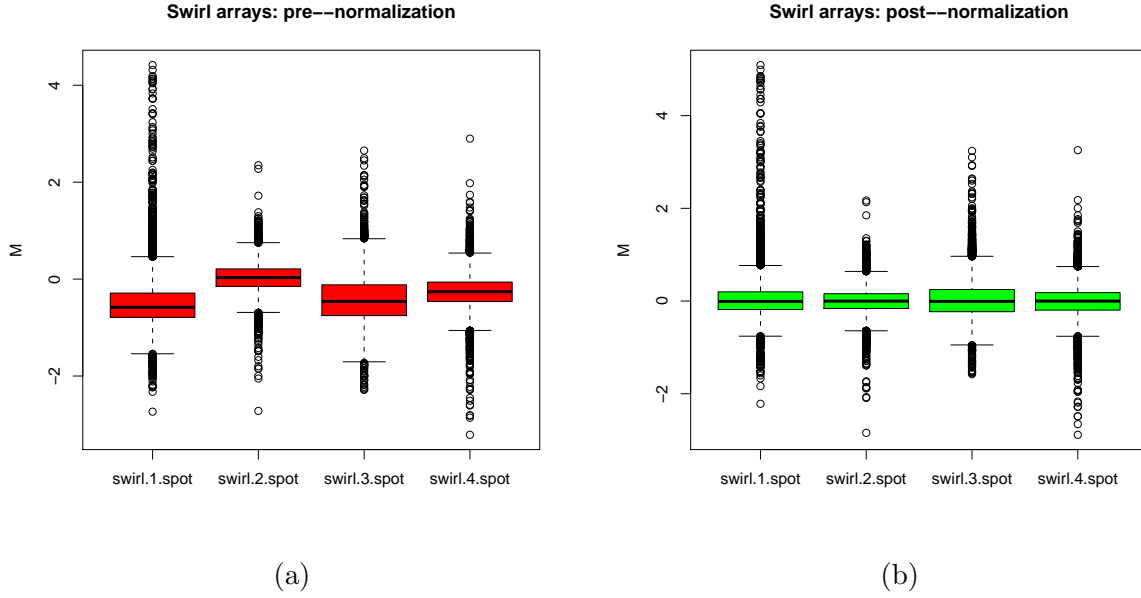 Swirl arrays: pre−−normalization
M
4
2
0
−2
swirl.1.spot swirl.2.spot swirl.3.spot swirl.4.spot
(a)
Swirl arrays: post−−normalization
M
4
2
0
−2
swirl.1.spot swirl.2.spot swirl.3.spot swirl.4.spot
(b)